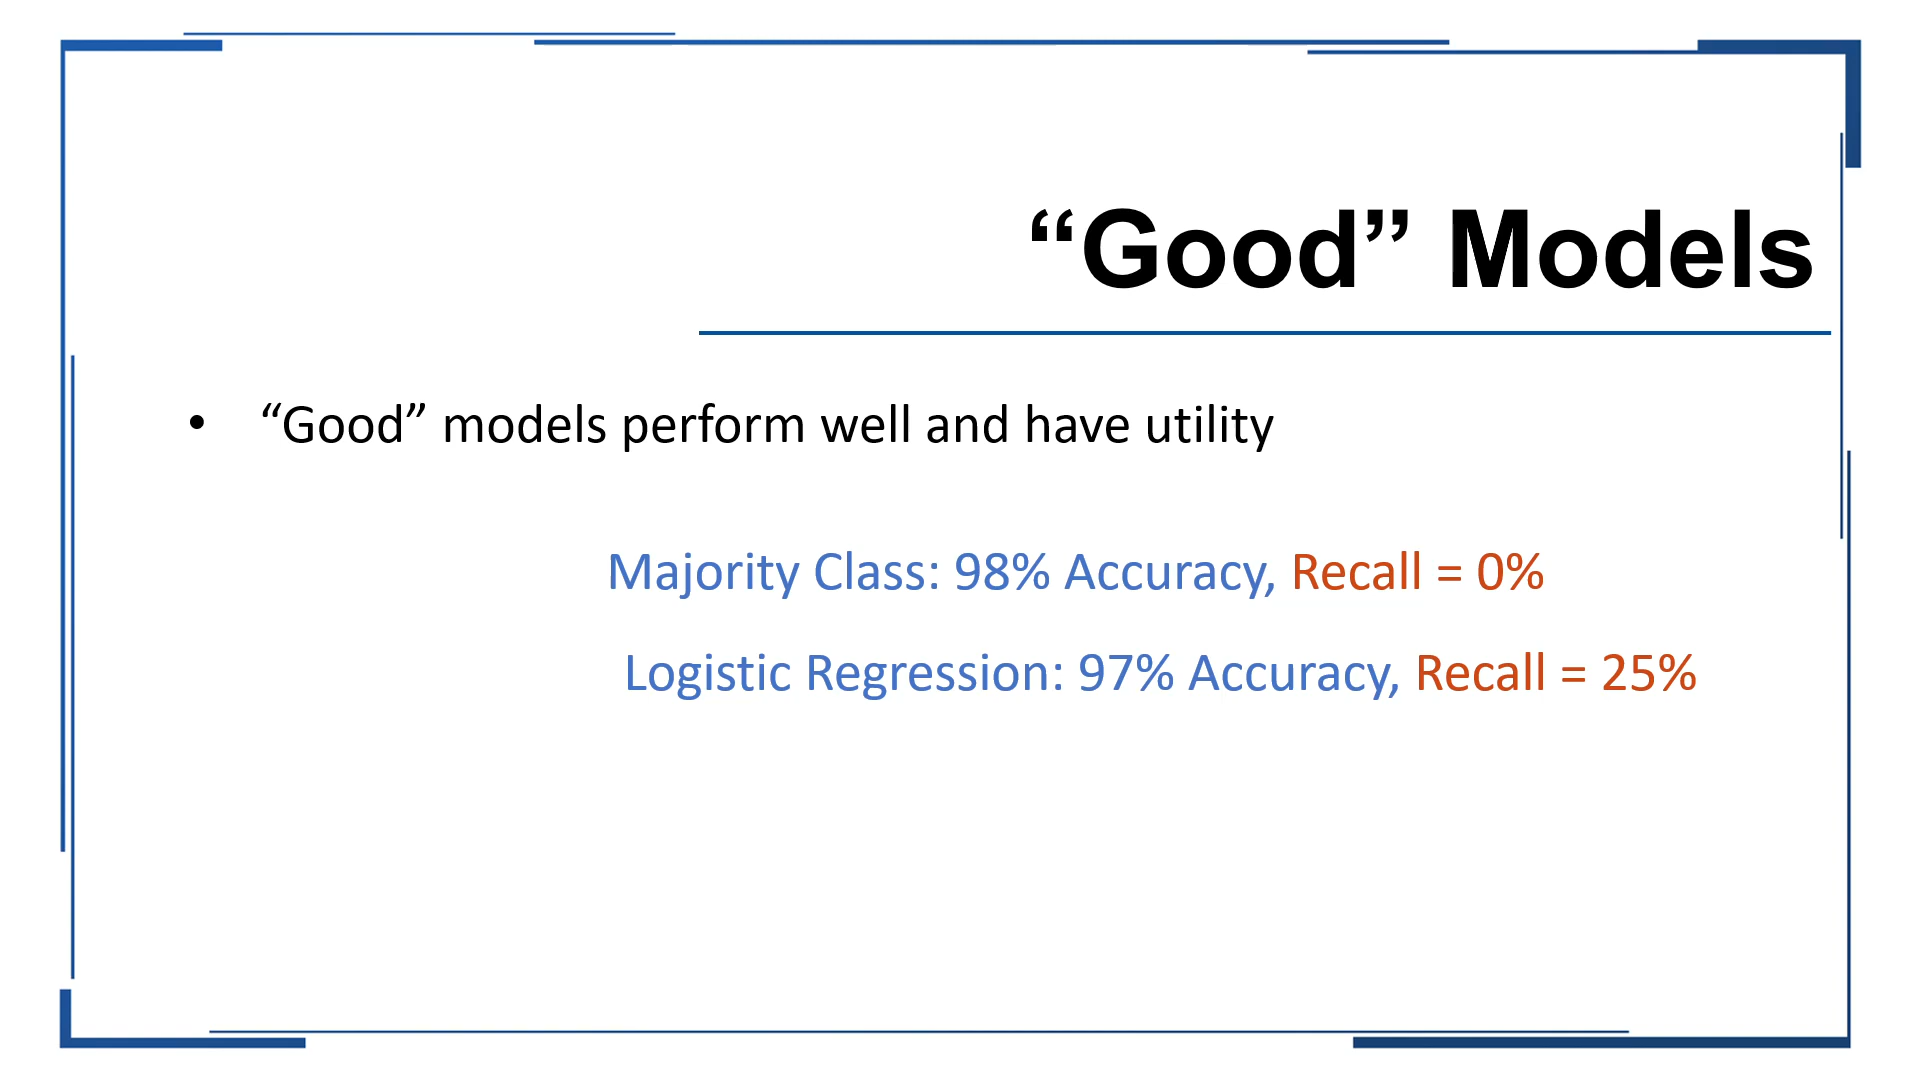 “Good” Models
• “Good” models perform well and have utility
Majority Class: 98% Accuracy, Recall = 0%
Logistic Regression: 97% Accuracy, Recall = 25%